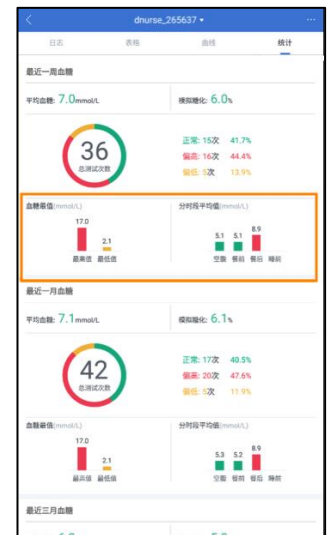 dnurse_265637
日志 表格 曲线 统计
最近一周血糖
平均血糖: 7.0mmol/L 模拟糖化: 6.0%
36
总测试次数
正常: 15次 41.7%
偏高: 16次 44.4%
偏低: 5次 13.9%
血糖最值(mmol/L) 分时段平均值(mmol/L)
17.0 2.1 5.1 5.1 8.9
最高值 最低值 空腹 餐前 餐后 睡前
最近一月血糖
平均血糖: 7.1mmol/L 模拟糖化: 6.1%
42
总测试次数
正常: 17次 40.5%
偏高: 20次 47.6%
偏低: 5次 11.9%
血糖最值(mmol/L) 分时段平均值(mmol/L)
17.0 2.1 5.3 5.2 8.9
最高值 最低值 空腹 餐前 餐后 睡前
最近三月血糖